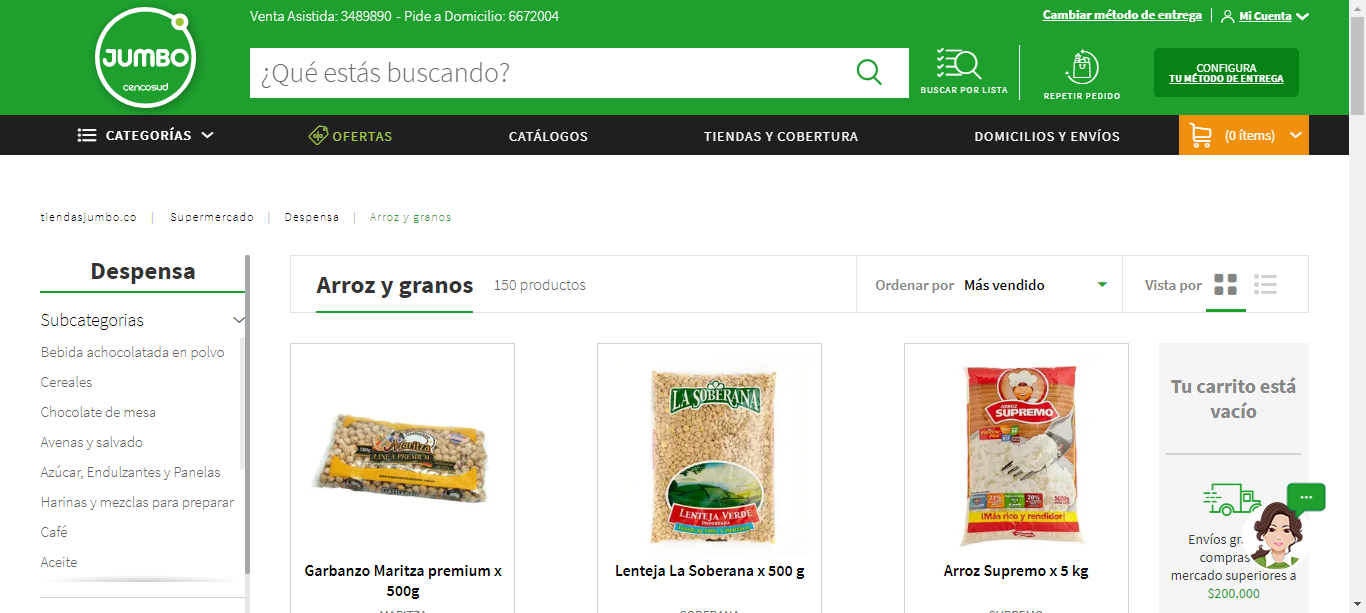 Venta Asistida: 3489890 - Pide a Domicilio: 6672004
Cambiar método de entrega
Mi Cuenta
JUMBO
cencosud
¿Qué estás buscando?
BUSCAR POR LISTA
REPETIR PEDIDO
CONFIGURA
TU MÉTODO DE ENTREGA
CATEGORÍAS
OFERTAS
CATÁLOGOS
TIENDAS Y COBERTURA
DOMICILIOS Y ENVÍOS
(0 ítems)
tiendasjumbo.co | Supermercado | Despensa | Arroz y granos
Despensa
Subcategorias
Bebida achocolatada en polvo
Cereales
Chocolate de mesa
Avenas y salvado
Azúcar, Endulzantes y Panelas
Harinas y mezclas para preparar
Café
Aceite
Arroz y granos
150 productos
Ordenar por Más vendido
Vista por
Maritza
LINEA PREMIUM
Garbanzo Maritza premium x
500g
MARITZA
LA SOBERANA
LENTEJA VERDE
IMPORTADA
Lenteja La Soberana x 500 g
SOBERANA
ARROZ
SUPREMO
¡Más rico y rendidor!
Arroz Supremo x 5 kg
SUPREMO
Tu carrito está
vacío
Envíos
compras
mercado superiores a
$200.000